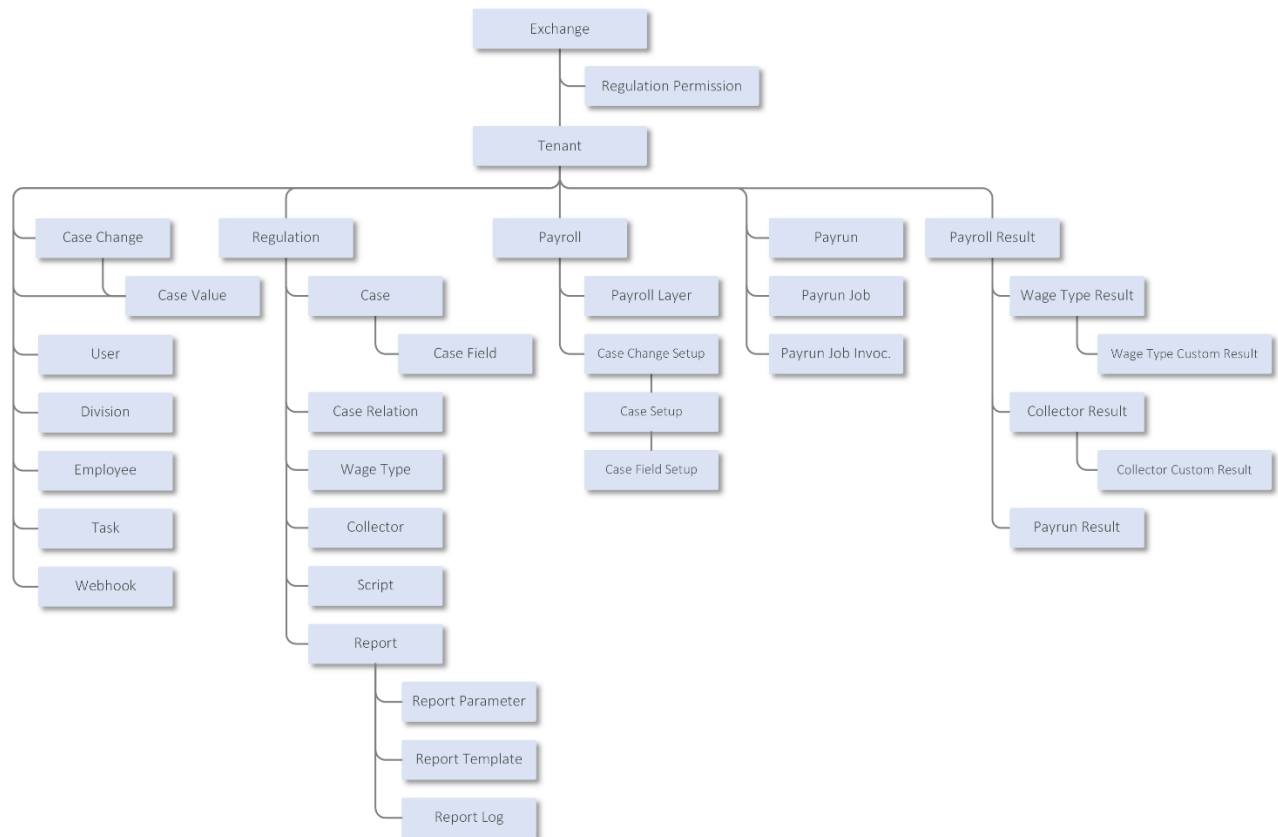 Exchange
Regulation Permission
Tenant
Case Change
Regulation
Payroll
Payrun
Payroll Result
Case Value
Case
Payroll Layer
Payrun Job
Wage Type Result
User
Case Field
Case Change Setup
Payrun Job Invoc.
Wage Type Custom Result
Division
Case Relation
Case Setup
Collector Result
Employee
Wage Type
Case Field Setup
Collector Custom Result
Task
Collector
Payrun Result
Webhook
Script
Report
Report Parameter
Report Template
Report Log